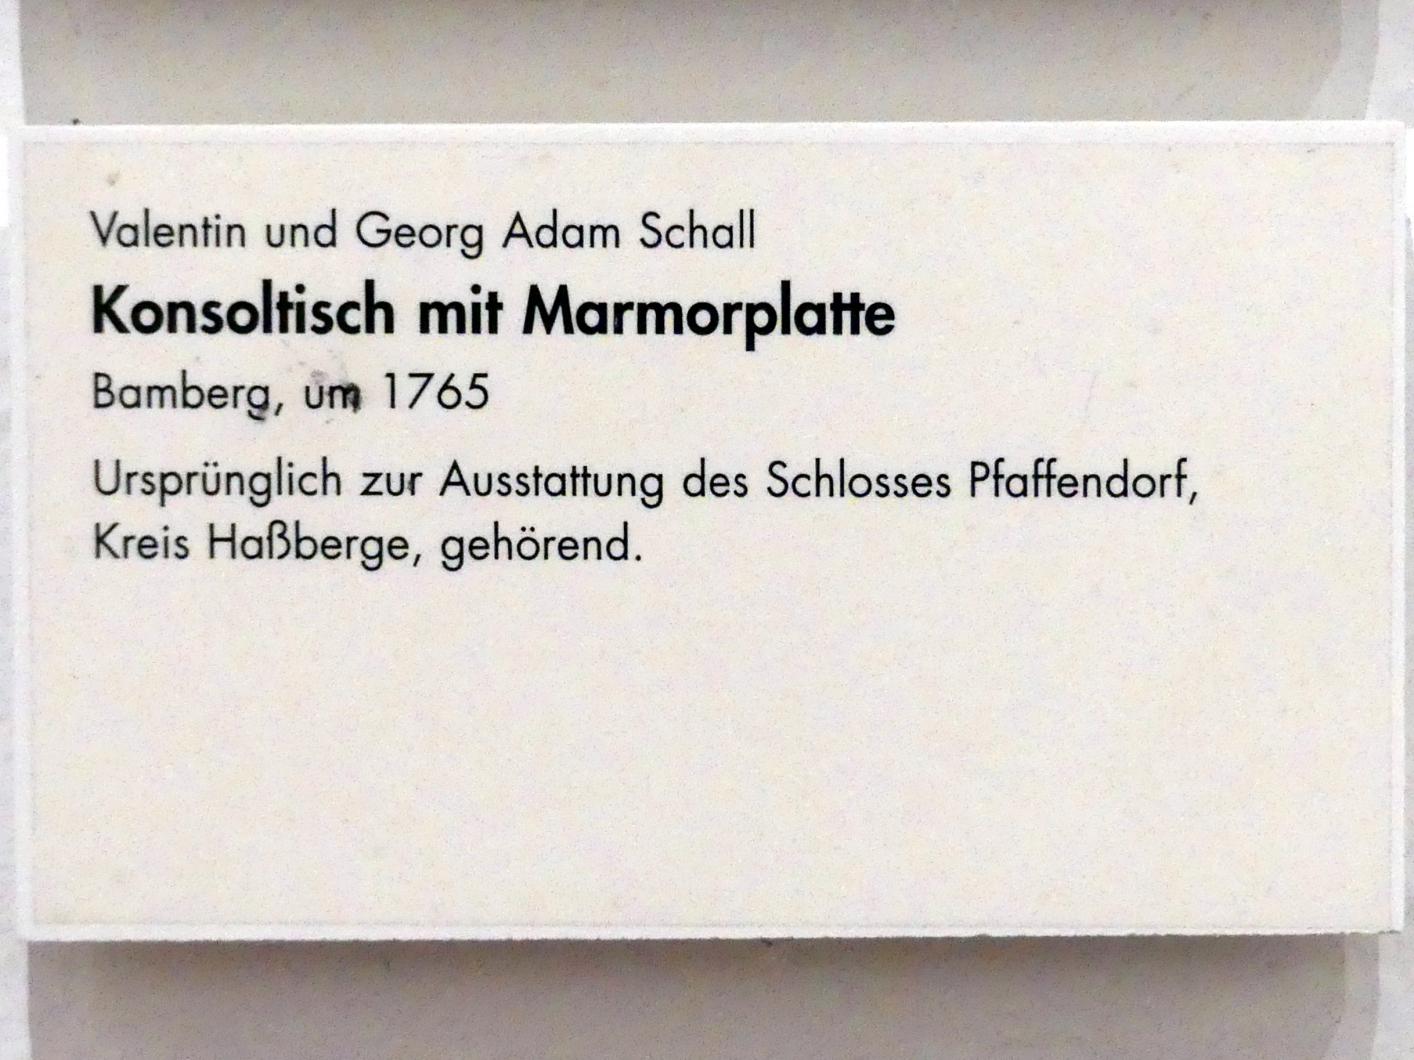 Valentin und Georg Adam Schall
Konsoltisch mit Marmorplatte
Bamberg, um 1765
Ursprünglich zur Ausstattung des Schlosses Pfaffendorf,
Kreis Haßberge, gehörend.